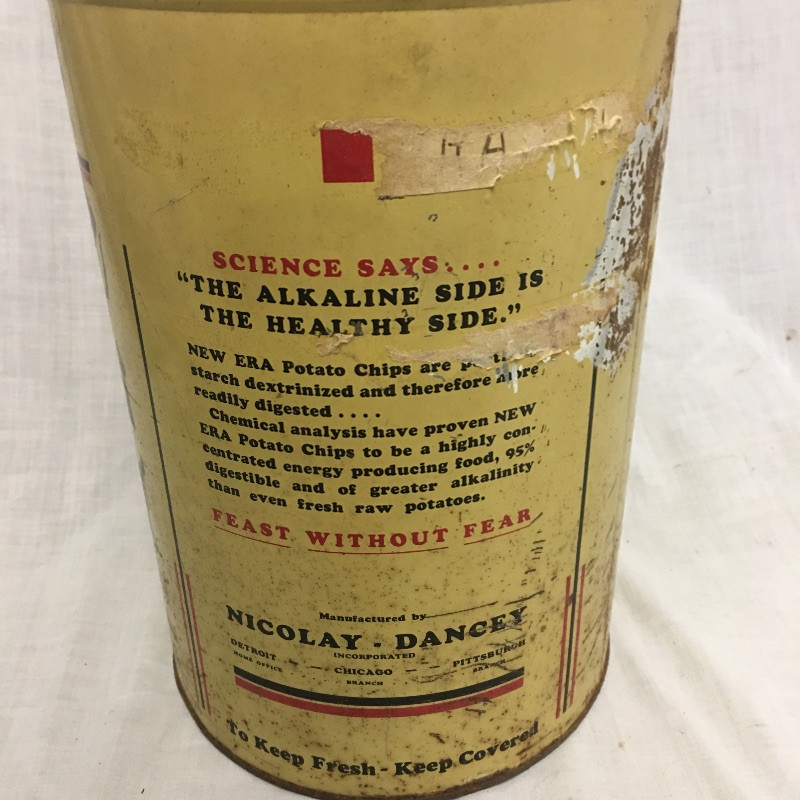 SCIENCE SAYS....
"THE ALKALINE SIDE IS
THE HEALTHY SIDE."
NEW ERA Potato Chips are
starch dextrinized and therefore more
readily digested ....
Chemical analysis have proven NEW
ERA Potato Chips to be a highly con-
centrated energy producing food, 95%
digestible and of greater alkalinity
than even fresh raw potatoes.
FEAST WITHOUT FEAR
Manufactured by
NICOLAY - DANCEY
INCORPORATED
DETROIT — CHICAGO — PITTSBURGH
HOME OFFICE BRANCH BRANCH
To Keep Fresh - Keep Covered